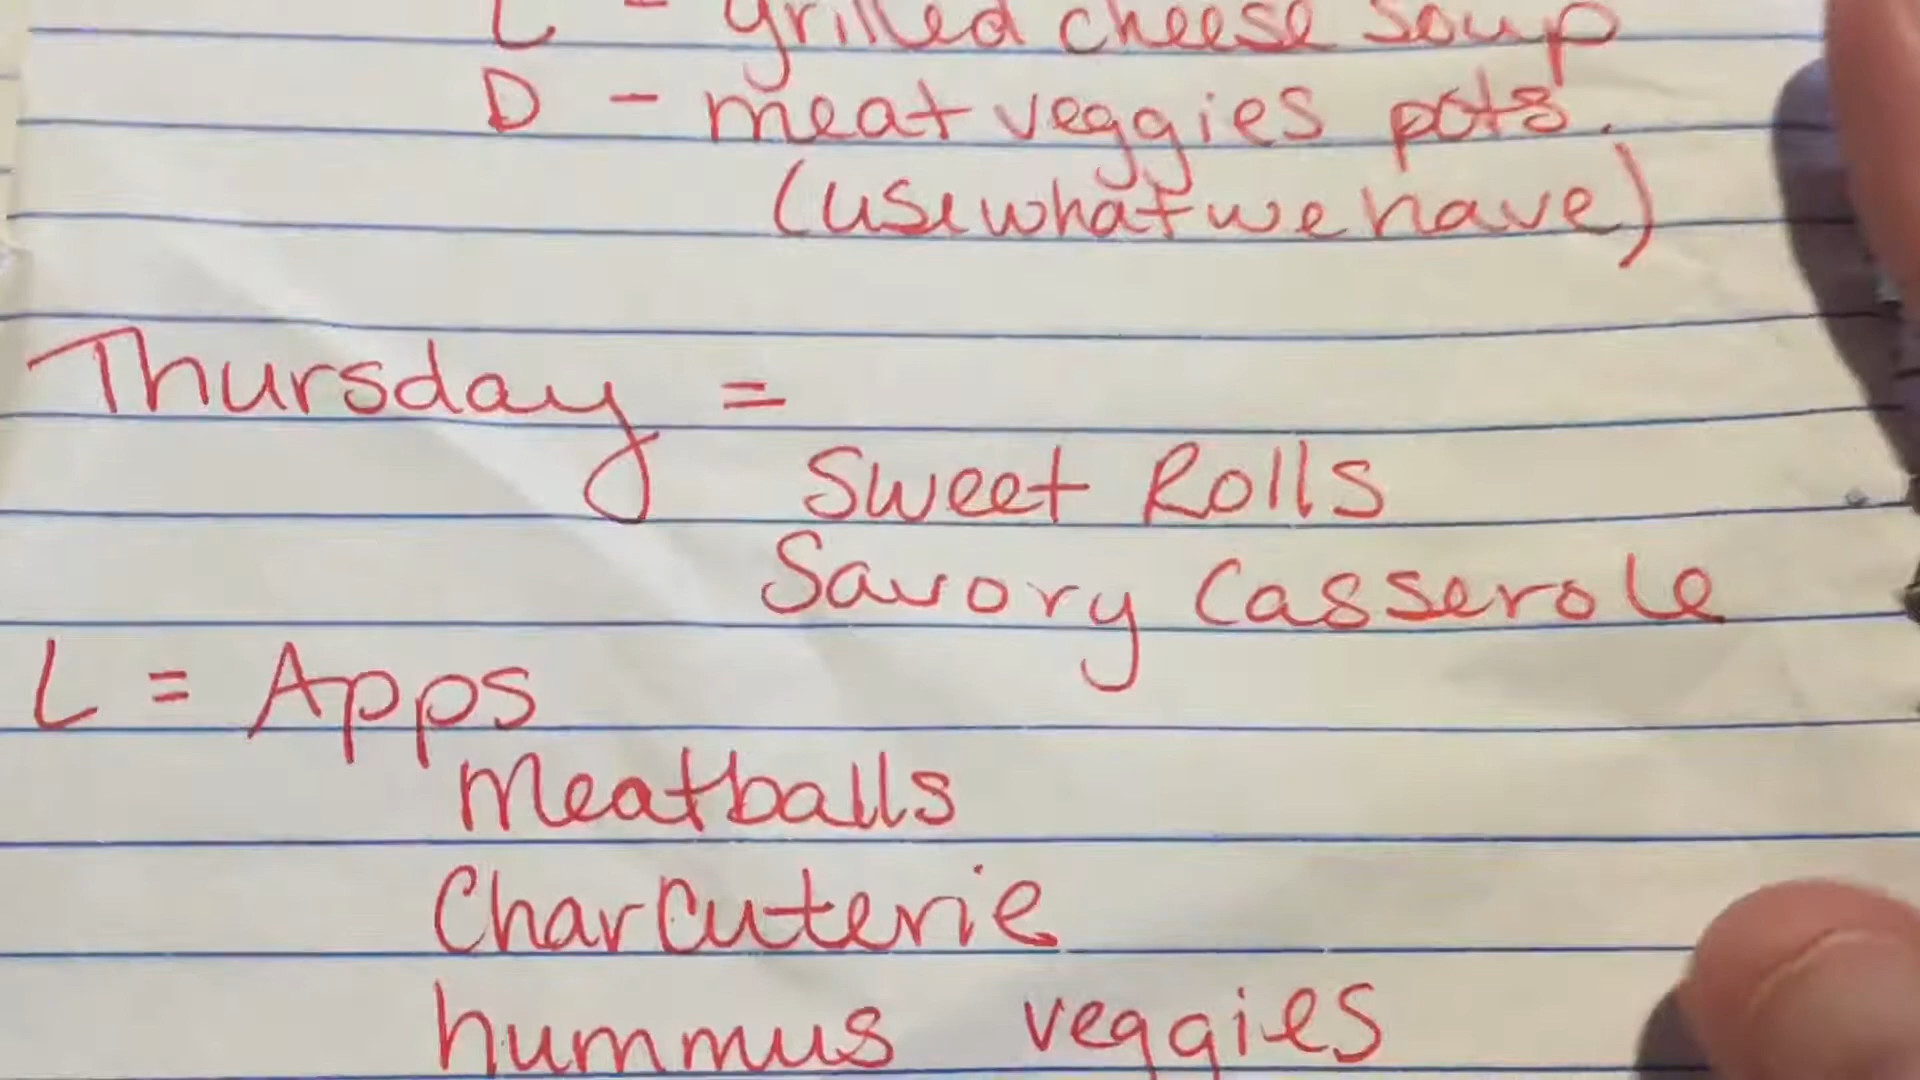 L - grilled cheese soup
D - meat veggies pots.
(use what we have)
Thursday =
Sweet Rolls
Savory Casserole
L = Apps
Meatballs
Charcuterie
hummus veggies